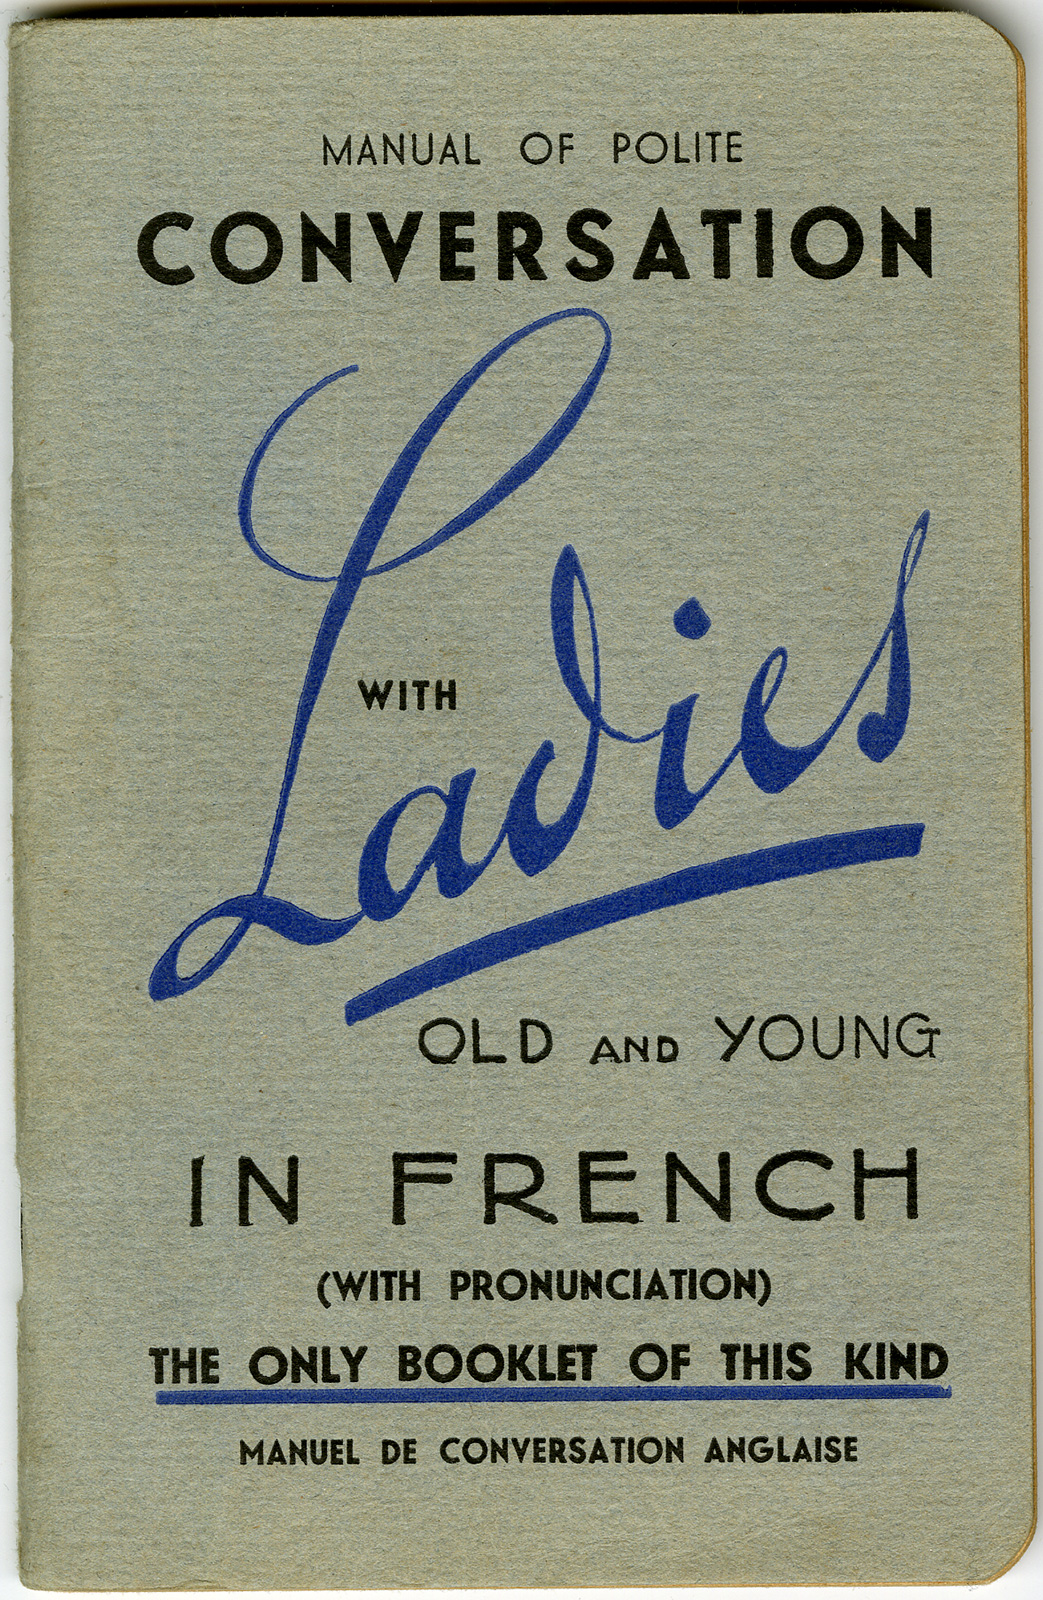 MANUAL OF POLITE
CONVERSATION
WITH
Ladies
OLD AND YOUNG
IN FRENCH
(WITH PRONUNCIATION)
THE ONLY BOOKLET OF THIS KIND
MANUEL DE CONVERSATION ANGLAISE